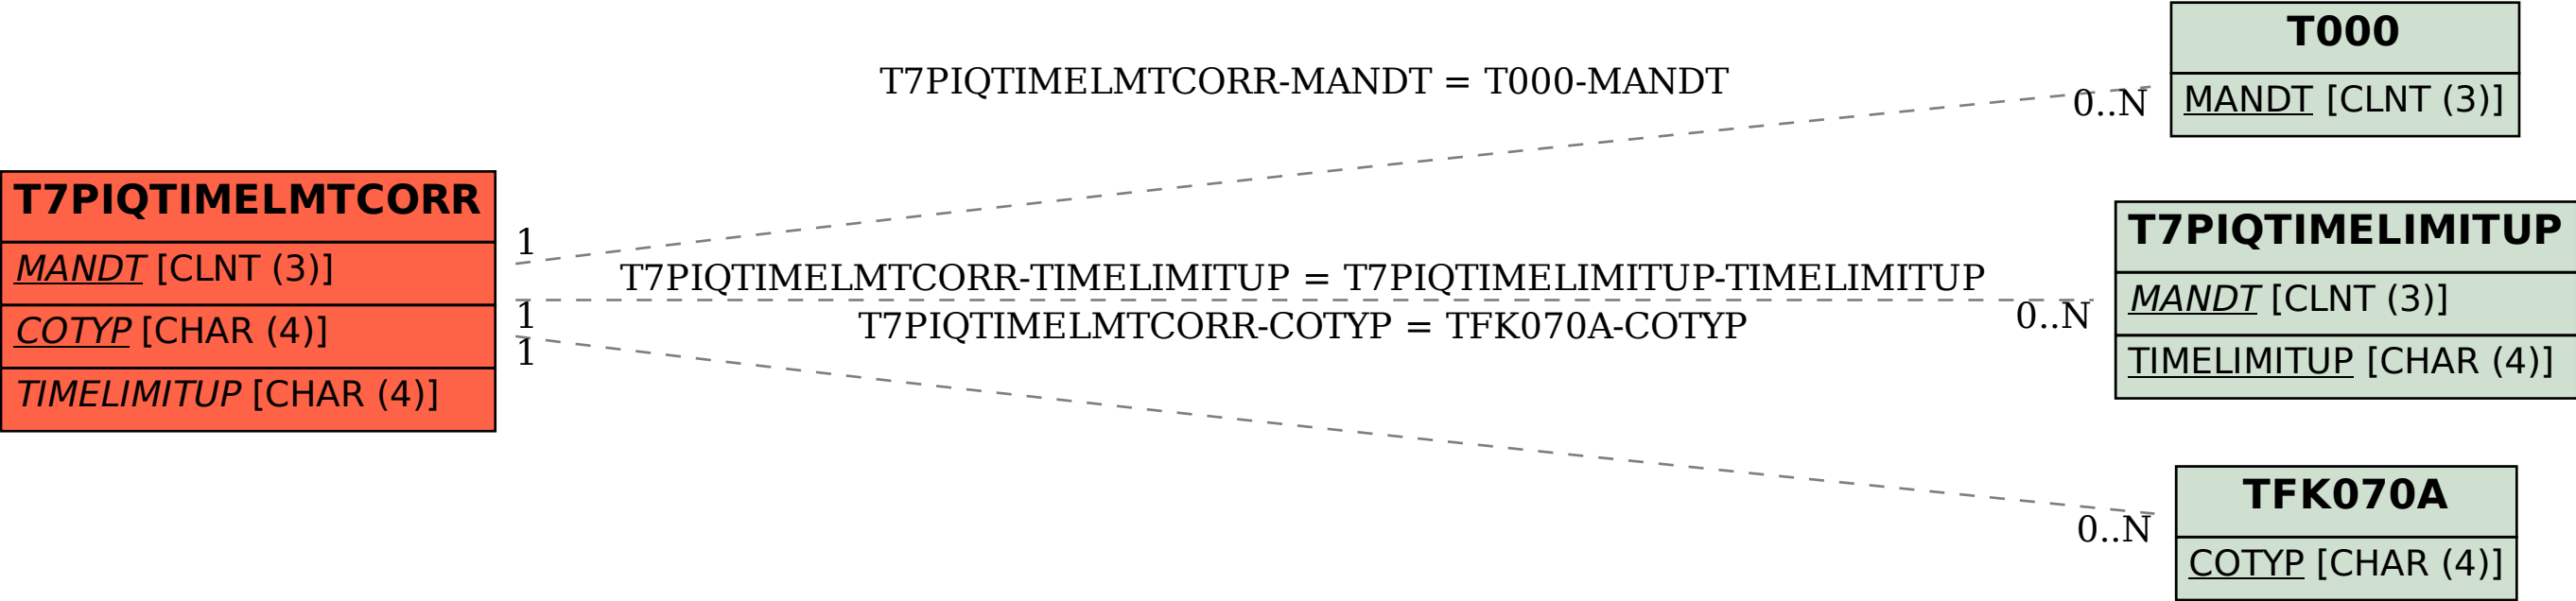 T7PIQTIMELMTCORR
MANDT [CLNT (3)]
COTYP [CHAR (4)]
TIMELIMITUP [CHAR (4)]
T7PIQTIMELMTCORR-MANDT = T000-MANDT
1
0..N
T7PIQTIMELMTCORR-TIMELIMITUP = T7PIQTIMELIMITUP-TIMELIMITUP
1
0..N
T7PIQTIMELMTCORR-COTYP = TFK070A-COTYP
1
0..N
T000
MANDT [CLNT (3)]
T7PIQTIMELIMITUP
MANDT [CLNT (3)]
TIMELIMITUP [CHAR (4)]
TFK070A
COTYP [CHAR (4)]